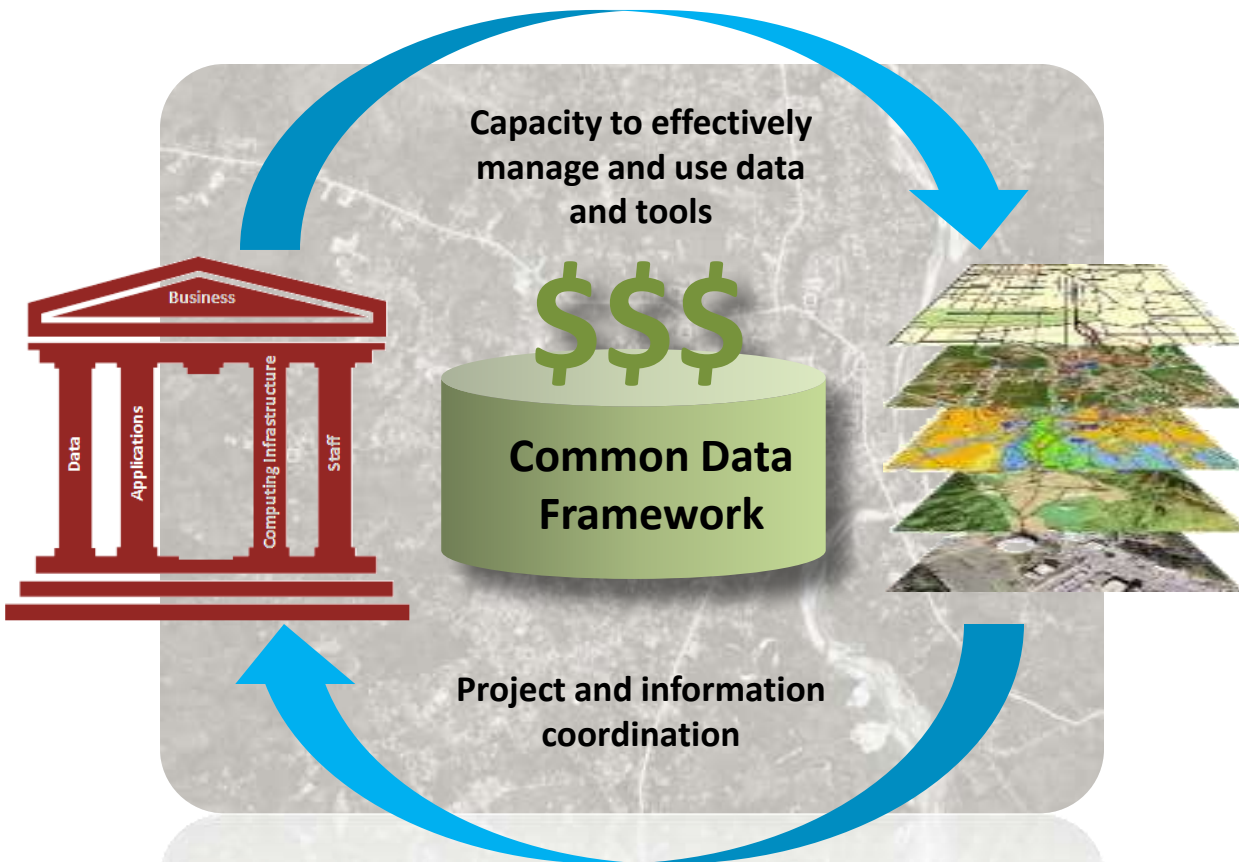 Capacity to effectively
manage and use data
and tools
$$$
Business
Data
Applications
Computing Infrastructure
Staff
Common Data
Framework
Project and information
coordination